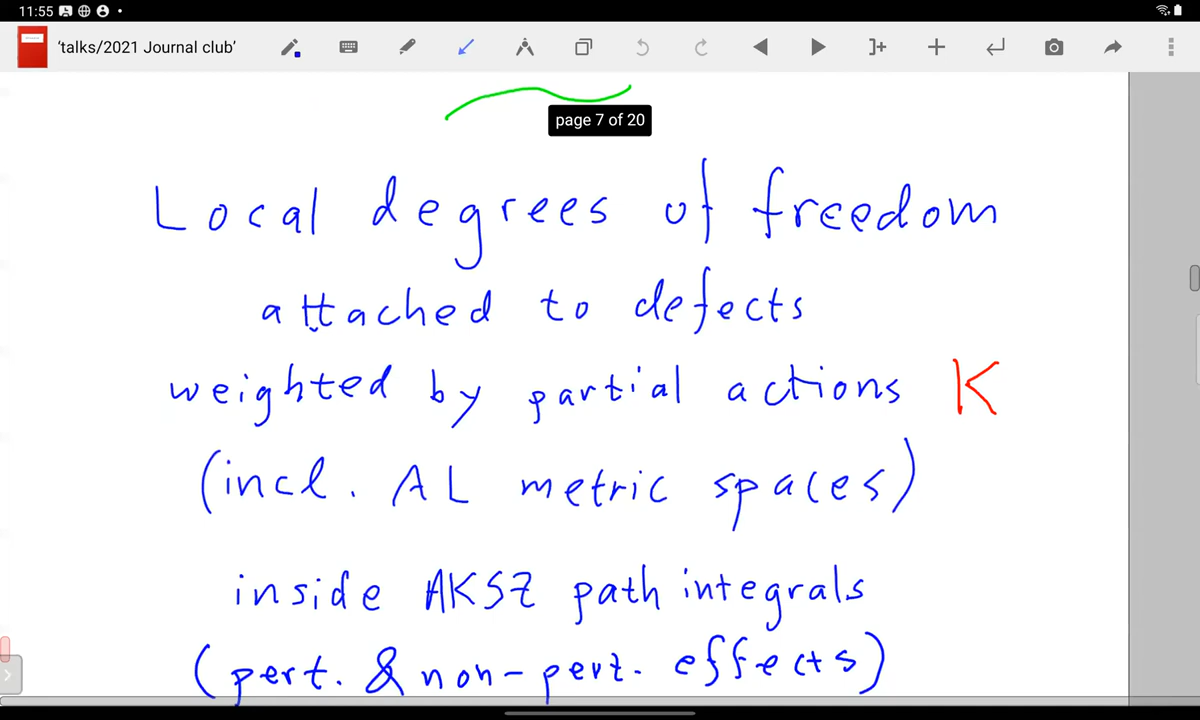 11:55
'talks/2021 Journal club'
page 7 of 20
Local degrees of freedom
attached to defects
weighted by partial actions K
(incl. AL metric spaces)
inside AKSZ path integrals
(pert. & non-pert. effects)